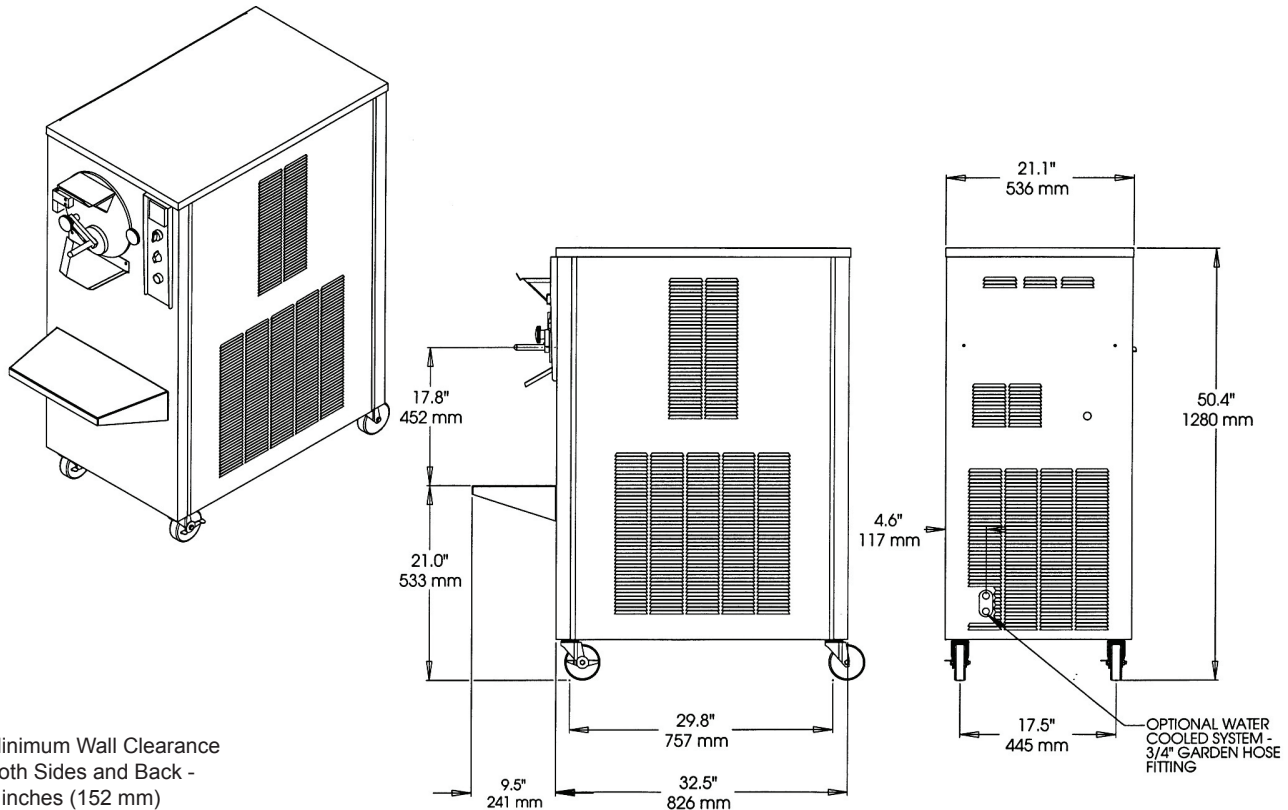 21.1"
536 mm
17.8"
452 mm
50.4"
1280 mm
4.6"
117 mm
21.0"
533 mm
29.8"
757 mm
17.5"
445 mm
OPTIONAL WATER
COOLED SYSTEM -
3/4" GARDEN HOSE
FITTING
9.5"
241 mm
32.5"
826 mm
Wall Clearance
Sides and Back -
inches (152 mm)